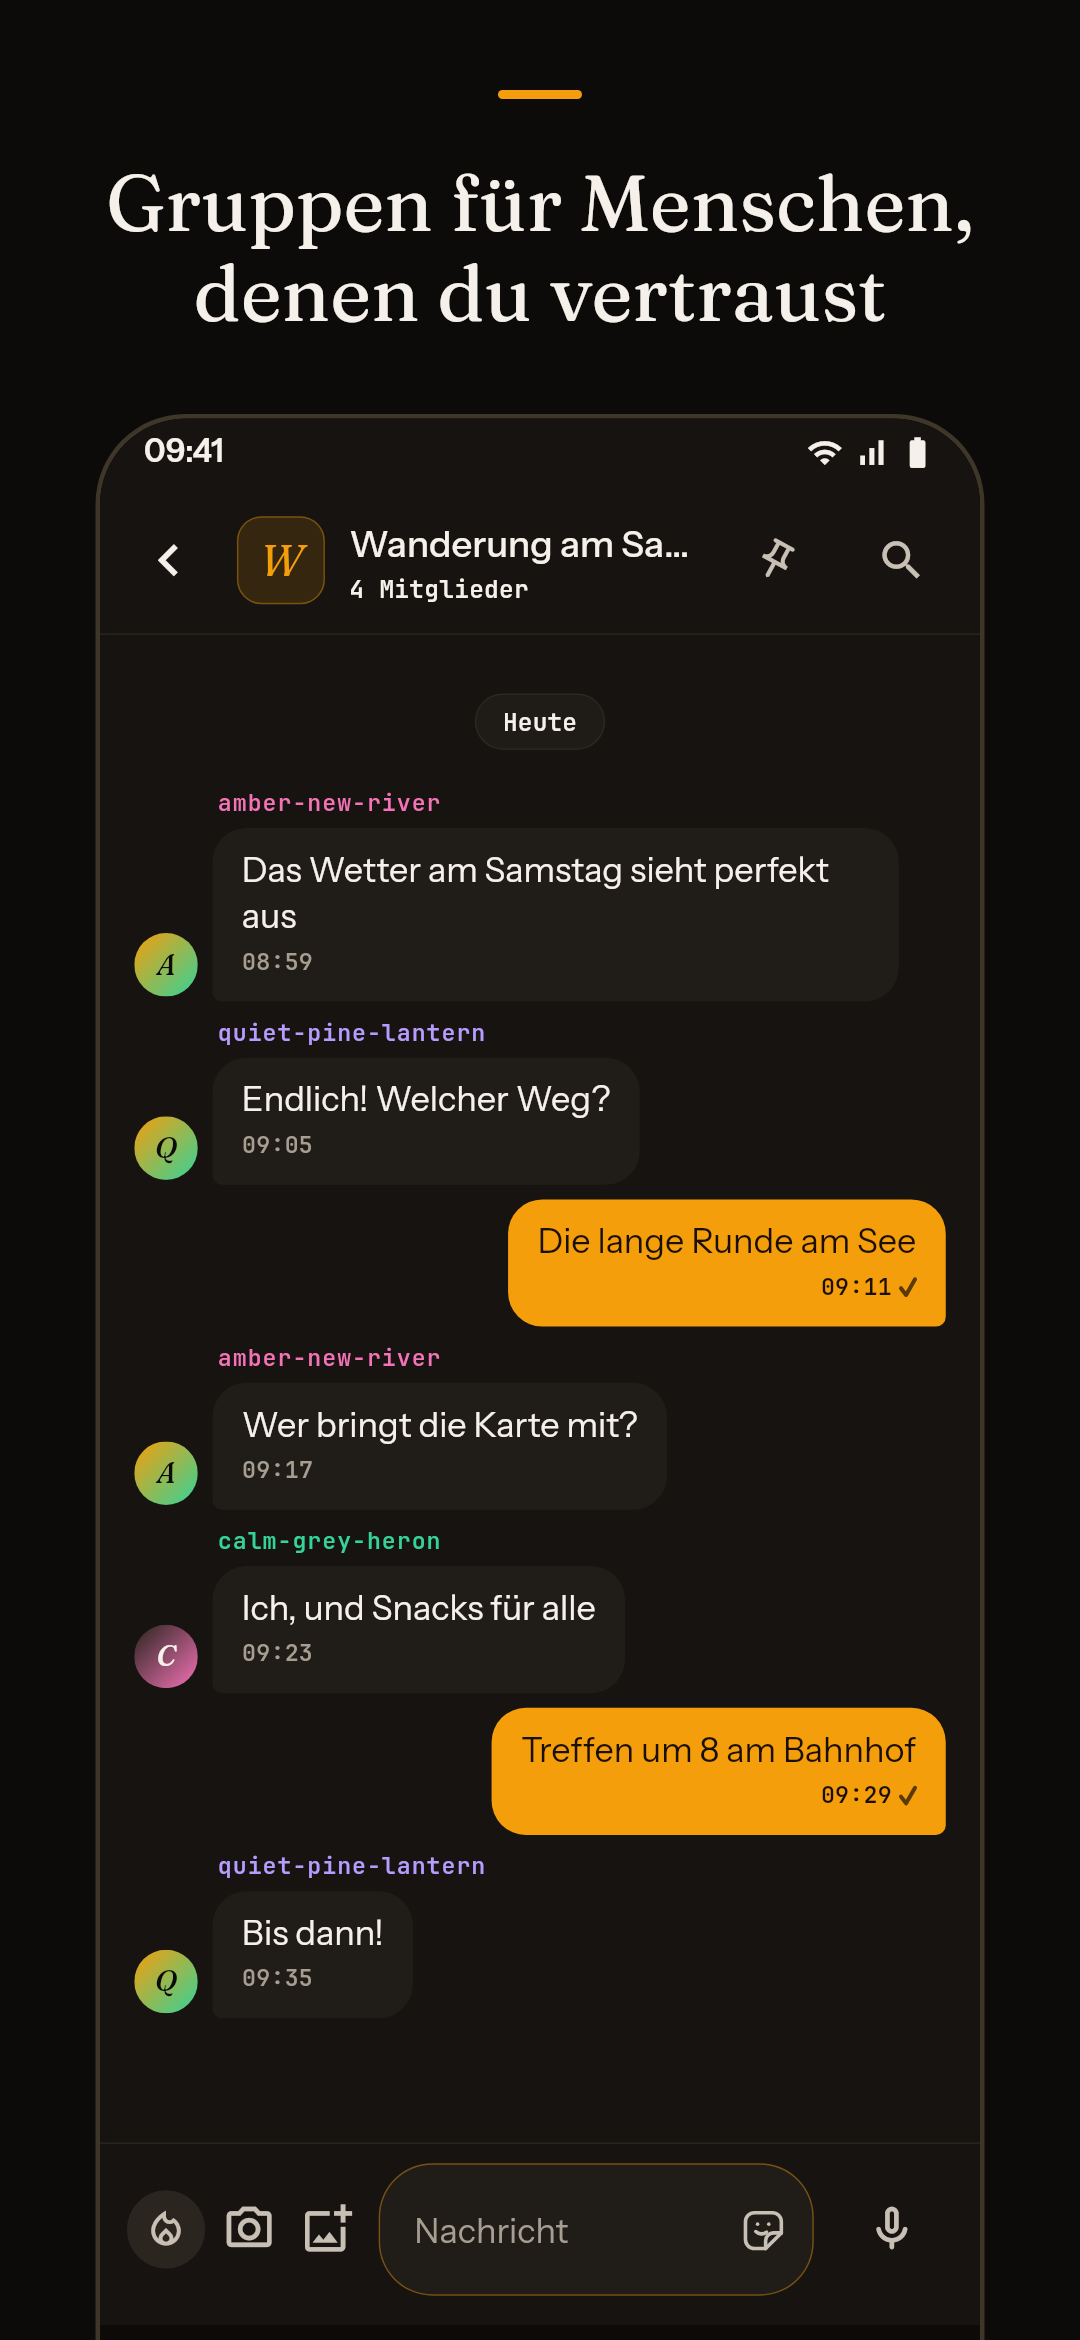 Gruppen für Menschen,
denen du vertraust
09:41
W
Wanderung am Sa...
4 Mitglieder
Heute
amber-new-river
Das Wetter am Samstag sieht perfekt
aus
08:59
A
quiet-pine-lantern
Endlich! Welcher Weg?
09:05
Q
Die lange Runde am See
09:11
amber-new-river
Wer bringt die Karte mit?
09:17
A
calm-grey-heron
Ich, und Snacks für alle
09:23
C
Treffen um 8 am Bahnhof
09:29
quiet-pine-lantern
Bis dann!
09:35
Q
Nachricht